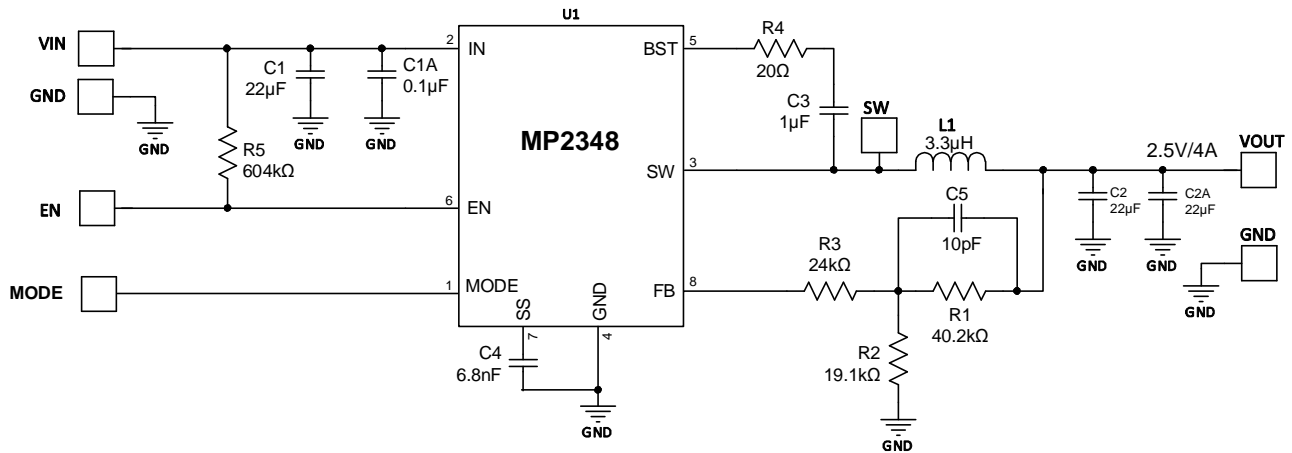 U1
VIN
2
IN
BST
5
R4
20Ω
C1
22µF
C1A
0.1µF
GND
GND
GND
GND
C3
1µF
SW
MP2348
R5
604kΩ
L1
3.3µH
2.5V/4A
VOUT
SW
3
EN
6
EN
C5
10pF
C2
22µF
C2A
22µF
GND
GND
GND
MODE
1
MODE
FB
8
R3
24kΩ
R1
40.2kΩ
GND
SS
GND
7
4
C4
6.8nF
R2
19.1kΩ
GND
GND